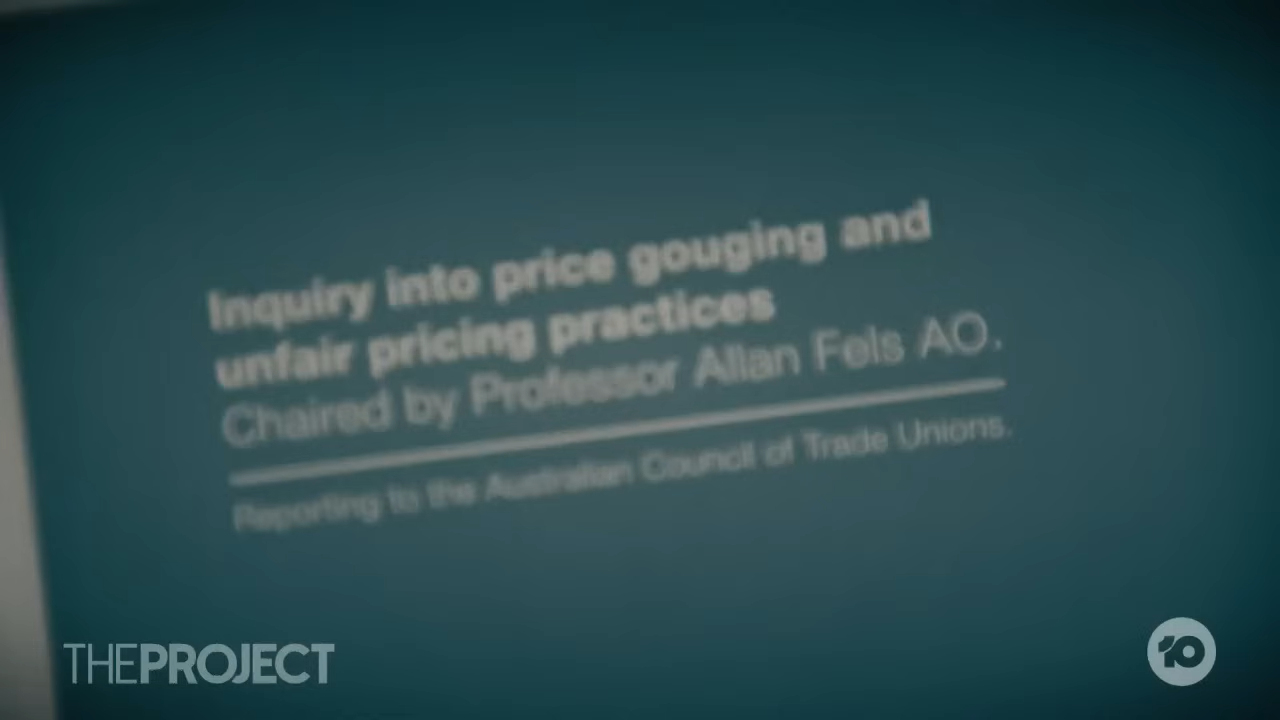 Inquiry into price gouging and
unfair pricing practices
Chaired by Professor Allan Fels AO.
Reporting to the Australian Council of Trade Unions.
THEPROJECT
10